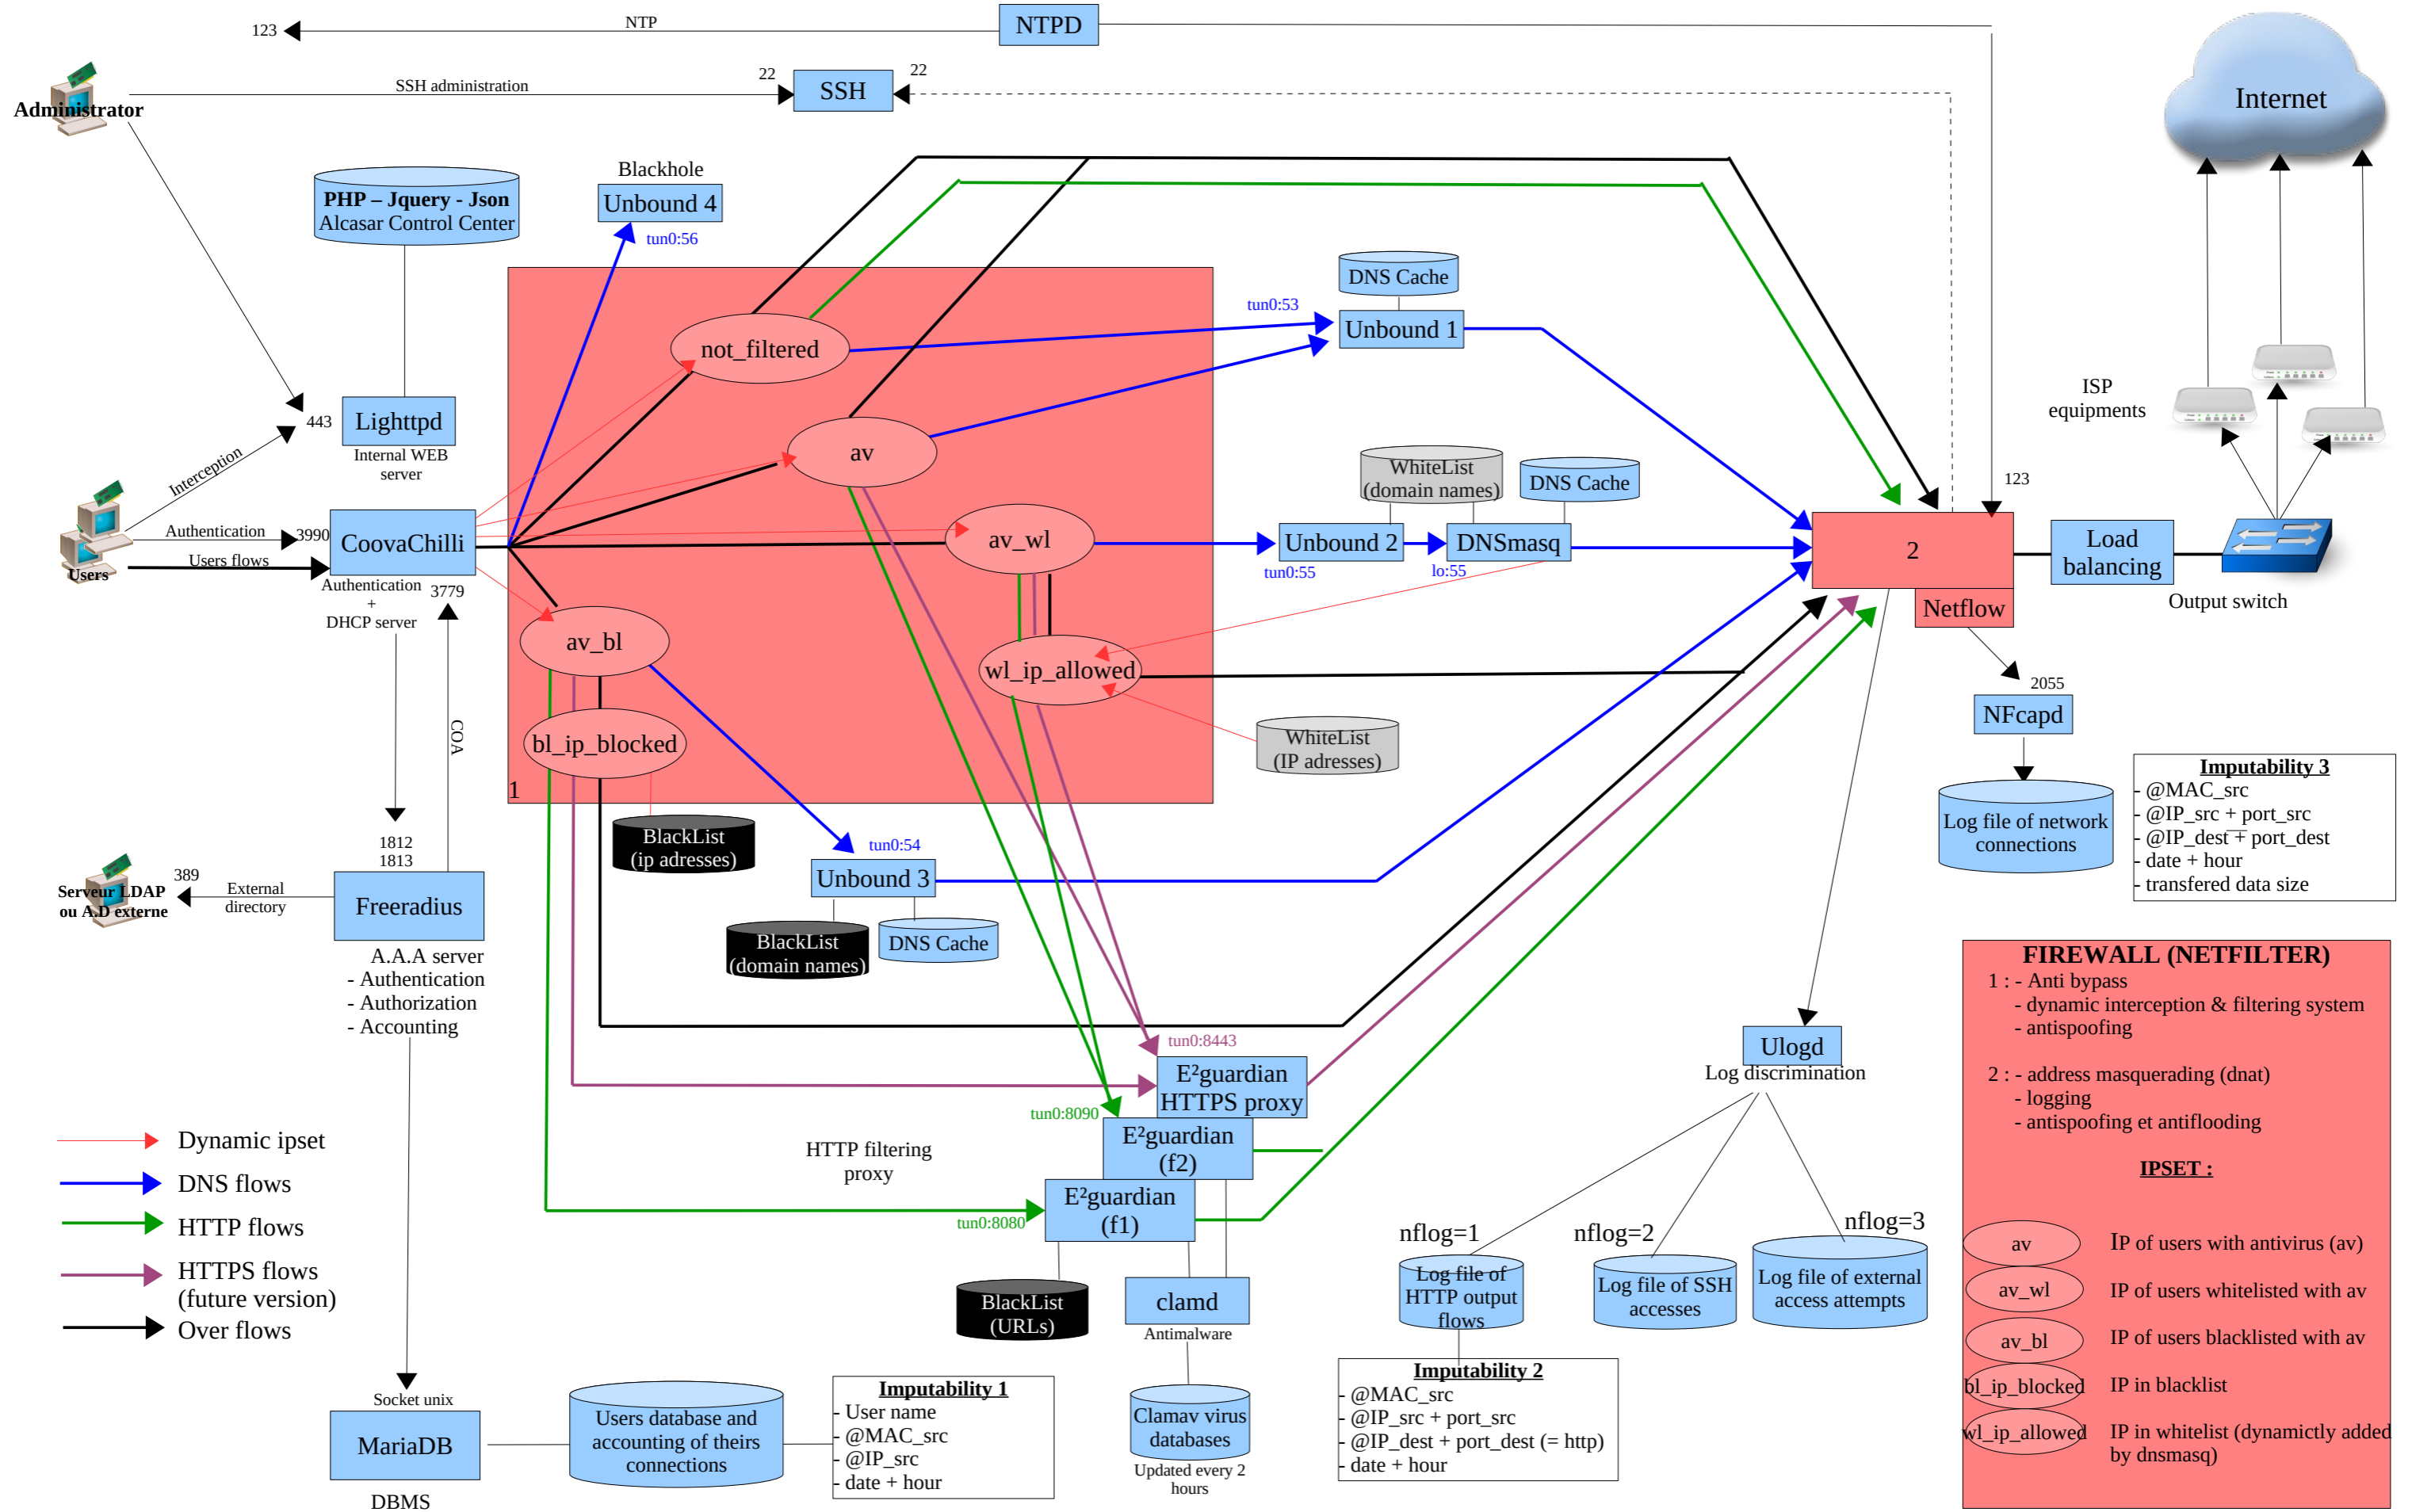 NTPD
NTP
123
22
22
SSH administration
SSH
Administrator
Internet
Blackhole
Unbound 4
tun0:56
PHP – Jquery - Json
Alcasar Control Center
DNS Cache
tun0:53
Unbound 1
not_filtered
ISP
equipments
443
Lighttpd
Internal WEB
server
av
Interception
WhiteList
(domain names)
DNS Cache
123
Authentication
3990
CoovaChilli
Users flows
Users
av_wl
Unbound 2
DNSmasq
tun0:55
lo:55
2
Load
balancing
Netflow
Output switch
Authentication
+
DHCP server
3779
av_bl
wl_ip_allowed
2055
NFcapd
COA
bl_ip_blocked
WhiteList
(IP adresses)
1
Imputability 3
- @MAC_src
- @IP_src + port_src
- @IP_dest + port_dest
- date + hour
- transfered data size
Log file of network
connections
BlackList
(ip adresses)
1812
1813
tun0:54
Unbound 3
389
External
directory
Serveur LDAP
ou A.D externe
Freeradius
BlackList
(domain names)
DNS Cache
A.A.A server
- Authentication
- Authorization
- Accounting
FIREWALL (NETFILTER)
1 : - Anti bypass
- dynamic interception & filtering system
- antispoofing
2 : - address masquerading (dnat)
- logging
- antispoofing et antiflooding
IPSET :
av
IP of users with antivirus (av)
av_wl
IP of users whitelisted with av
av_bl
IP of users blacklisted with av
bl_ip_blocked
IP in blacklist
wl_ip_allowed
IP in whitelist (dynamictly added
by dnsmasq)
tun0:8443
E²guardian
HTTPS proxy
tun0:8090
E²guardian
(f2)
HTTP filtering
proxy
E²guardian
(f1)
tun0:8080
Ulogd
Log discrimination
Dynamic ipset
DNS flows
HTTP flows
HTTPS flows
(future version)
Over flows
nflog=1
nflog=2
nflog=3
Log file of
HTTP output
flows
Log file of SSH
accesses
Log file of external
access attempts
BlackList
(URLs)
clamd
Antimalware
Clamav virus
databases
Updated every 2
hours
Imputability 2
- @MAC_src
- @IP_src + port_src
- @IP_dest + port_dest (= http)
- date + hour
Socket unix
MariaDB
DBMS
Users database and
accounting of theirs
connections
Imputability 1
- User name
- @MAC_src
- @IP_src
- date + hour